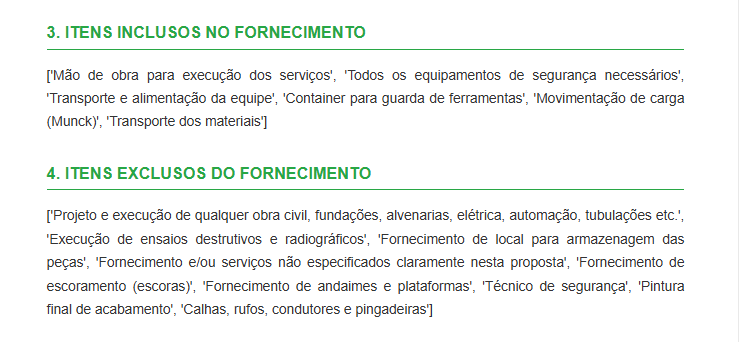 3. ITENS INCLUSOS NO FORNECIMENTO
['Mão de obra para execução dos serviços', 'Todos os equipamentos de segurança necessários',
'Transporte e alimentação da equipe', 'Container para guarda de ferramentas', 'Movimentação de carga
(Munck)', 'Transporte dos materiais']
4. ITENS EXCLUSOS DO FORNECIMENTO
['Projeto e execução de qualquer obra civil, fundações, alvenarias, elétrica, automação, tubulações etc.',
'Execução de ensaios destrutivos e radiográficos', 'Fornecimento de local para armazenagem das
peças', 'Fornecimento e/ou serviços não especificados claramente nesta proposta', 'Fornecimento de
escoramento (escoras)', 'Fornecimento de andaimes e plataformas', 'Técnico de segurança', 'Pintura
final de acabamento', 'Calhas, rufos, condutores e pingadeiras']